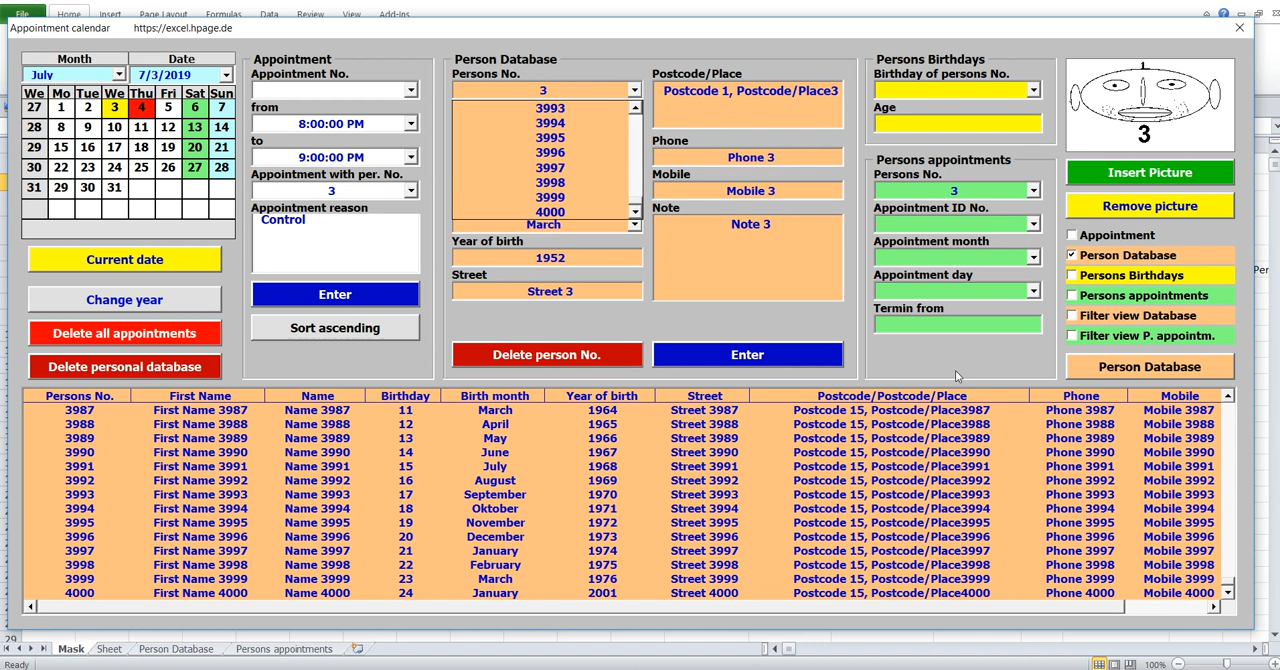 File Home Insert Page Layout Formulas Data Review View Add-Ins
Appointment calendar https://excel.hpage.de
Month Date
July 7/3/2019
We Mo Tue We Thu Fri Sat Sun
27 1 2 3 4 5 6 7
28 8 9 10 11 12 13 14
29 15 16 17 18 19 20 21
30 22 23 24 25 26 27 28
31 29 30 31
Current date
Change year
Delete all appointments
Delete personal database
Appointment
Appointment No.
from
8:00:00 PM
to
9:00:00 PM
Appointment with per. No.
3
Appointment reason
Control
Enter
Sort ascending
Person Database
Persons No.
3
3993
3994
3995
3996
3997
3998
3999
4000
March
Year of birth
1952
Street
Street 3
Delete person No.
Postcode/Place
Postcode 1, Postcode/Place3
Phone
Phone 3
Mobile
Mobile 3
Note
Note 3
Enter
Persons Birthdays
Birthday of persons No.
Age
Persons appointments
Persons No.
3
Appointment ID No.
Appointment month
Appointment day
Termin from
1
3
Insert Picture
Remove picture
Appointment
Person Database
Persons Birthdays
Persons appointments
Filter view Database
Filter view P. appointm.
Person Database
Per
Persons No. First Name Name Birthday Birth month Year of birth Street Postcode/Postcode/Place Phone Mobile
3987 First Name 3987 Name 3987 11 March 1964 Street 3987 Postcode 15, Postcode/Place3987 Phone 3987 Mobile 3987
3988 First Name 3988 Name 3988 12 April 1965 Street 3988 Postcode 15, Postcode/Place3988 Phone 3988 Mobile 3988
3989 First Name 3989 Name 3989 13 May 1966 Street 3989 Postcode 15, Postcode/Place3989 Phone 3989 Mobile 3989
3990 First Name 3990 Name 3990 14 June 1967 Street 3990 Postcode 15, Postcode/Place3990 Phone 3990 Mobile 3990
3991 First Name 3991 Name 3991 15 July 1968 Street 3991 Postcode 15, Postcode/Place3991 Phone 3991 Mobile 3991
3992 First Name 3992 Name 3992 16 August 1969 Street 3992 Postcode 15, Postcode/Place3992 Phone 3992 Mobile 3992
3993 First Name 3993 Name 3993 17 September 1970 Street 3993 Postcode 15, Postcode/Place3993 Phone 3993 Mobile 3993
3994 First Name 3994 Name 3994 18 Oktober 1971 Street 3994 Postcode 15, Postcode/Place3994 Phone 3994 Mobile 3994
3995 First Name 3995 Name 3995 19 November 1972 Street 3995 Postcode 15, Postcode/Place3995 Phone 3995 Mobile 3995
3996 First Name 3996 Name 3996 20 December 1973 Street 3996 Postcode 15, Postcode/Place3996 Phone 3996 Mobile 3996
3997 First Name 3997 Name 3997 21 January 1974 Street 3997 Postcode 15, Postcode/Place3997 Phone 3997 Mobile 3997
3998 First Name 3998 Name 3998 22 February 1975 Street 3998 Postcode 15, Postcode/Place3998 Phone 3998 Mobile 3998
3999 First Name 3999 Name 3999 23 March 1976 Street 3999 Postcode 15, Postcode/Place3999 Phone 3999 Mobile 3999
4000 First Name 4000 Name 4000 24 January 2001 Street 4000 Postcode 15, Postcode/Place4000 Phone 4000 Mobile 4000
29
Mask Sheet Person Database Persons appointments
Ready 100%